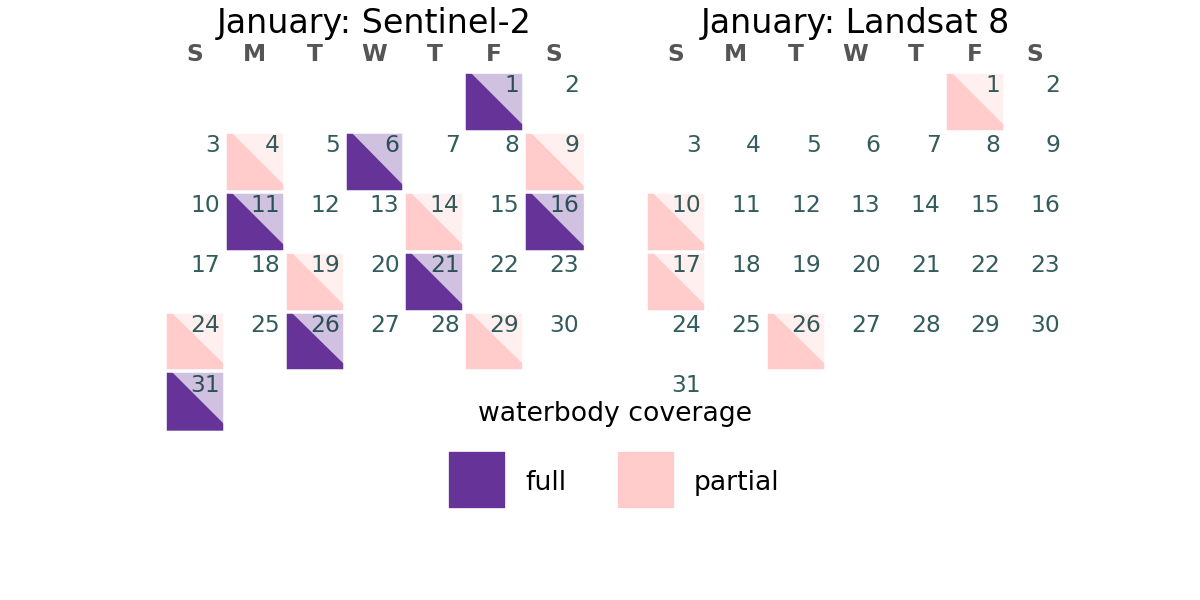 January: Sentinel-2
S M T W T F S
1 2
3 4 5 6 7 8 9
10 11 12 13 14 15 16
17 18 19 20 21 22 23
24 25 26 27 28 29 30
31
January: Landsat 8
S M T W T F S
1 2
3 4 5 6 7 8 9
10 11 12 13 14 15 16
17 18 19 20 21 22 23
24 25 26 27 28 29 30
31
waterbody coverage
full partial